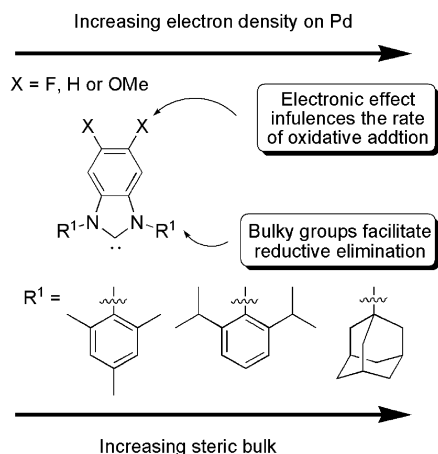 Increasing electron density on Pd
X = F, H or OMe
Electronic effect
infulences the rate
of oxidative addtion
X X
N N
R¹ R¹
Bulky groups facilitate
reductive elimination
R¹ =
Increasing steric bulk